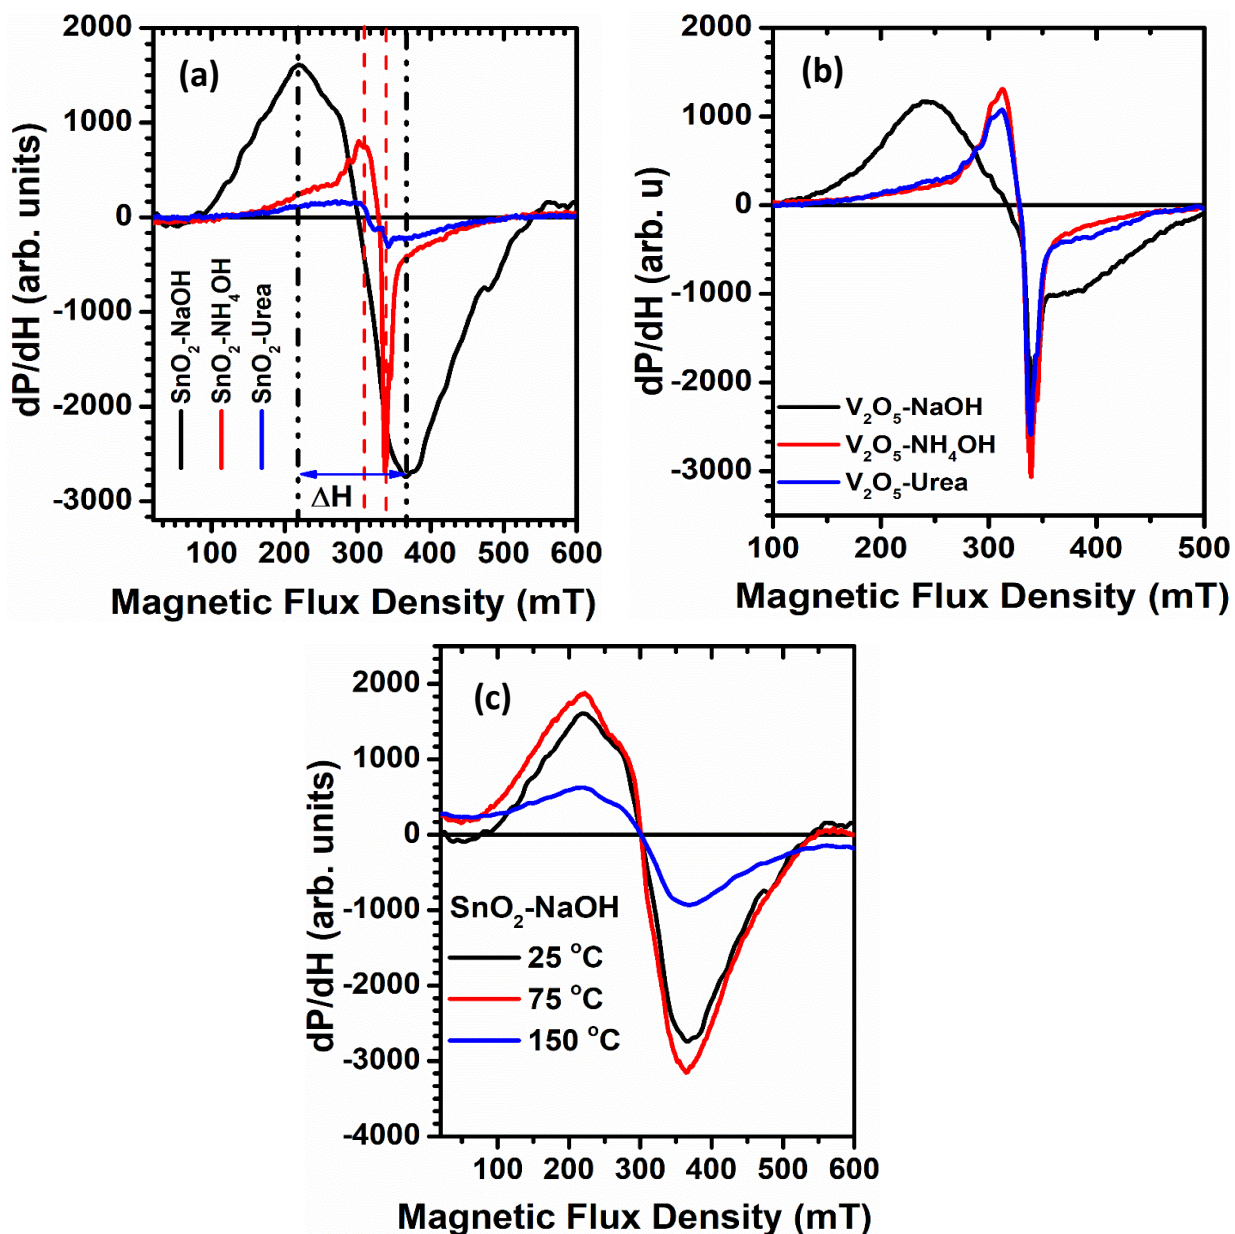 (a)
dP/dH (arb. units)
2000
1000
0
-1000
-2000
-3000
SnO2-NaOH
SnO2-NH4OH
SnO2-Urea
ΔH
100 200 300 400 500 600
Magnetic Flux Density (mT)
(b)
dP/dH (arb. u)
2000
1000
0
-1000
-2000
-3000
V2O5-NaOH
V2O5-NH4OH
V2O5-Urea
100 200 300 400 500
Magnetic Flux Density (mT)
(c)
dP/dH (arb. units)
2000
1000
0
-1000
-2000
-3000
-4000
SnO2-NaOH
25 °C
75 °C
150 °C
100 200 300 400 500 600
Magnetic Flux Density (mT)